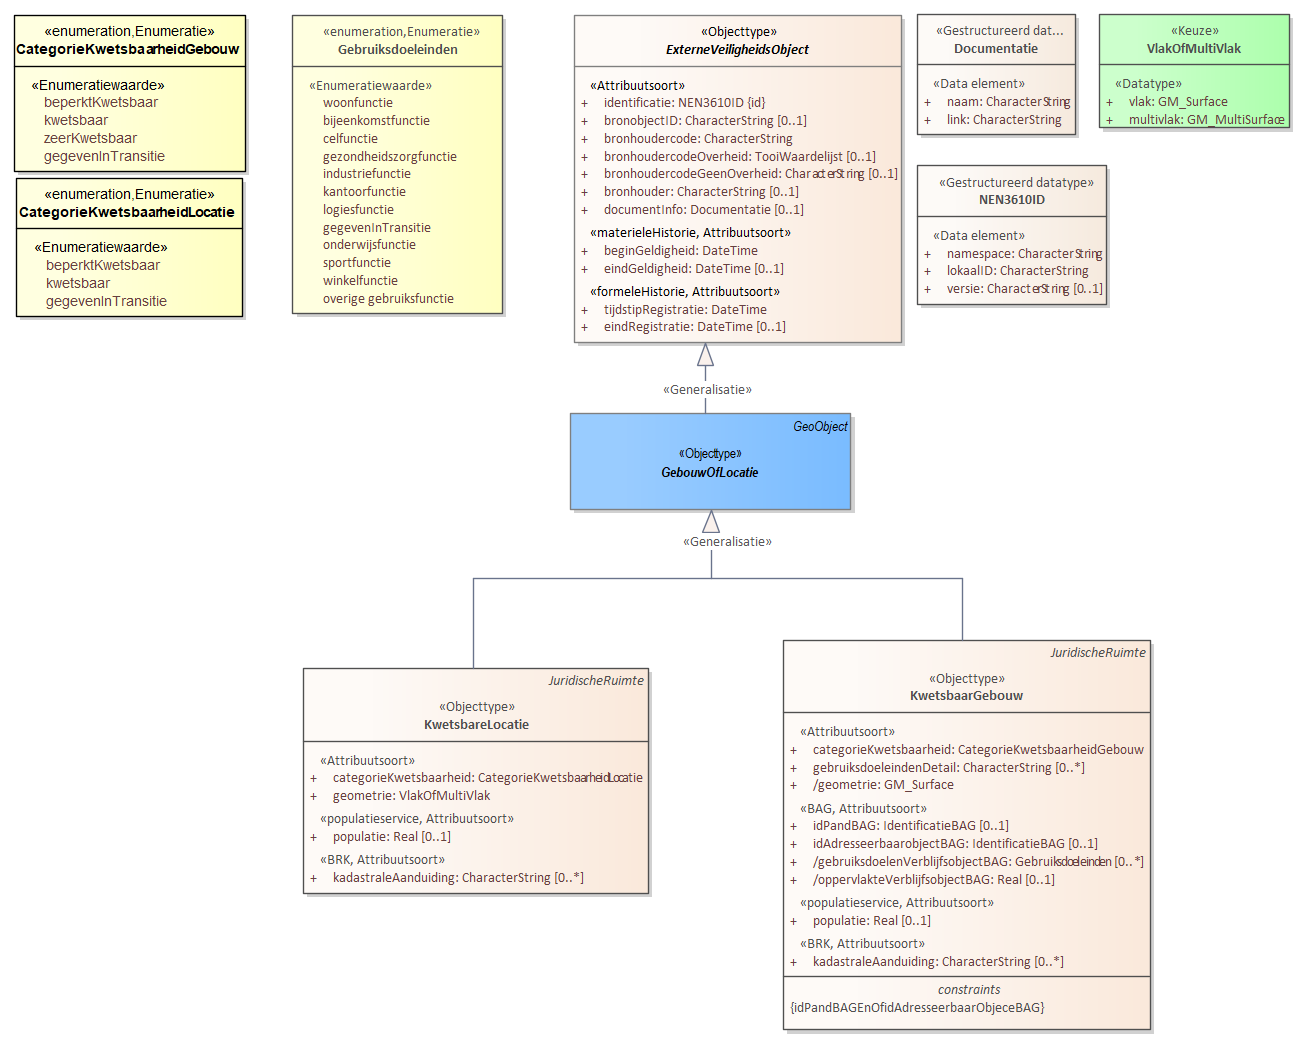 «enumeration,Enumeratie»
CategorieKwetsbaarheidGebouw
«Enumeratiewaarde»
beperktKwetsbaar
kwetsbaar
zeerKwetsbaar
gegevenInTransitie
«enumeration,Enumeratie»
CategorieKwetsbaarheidLocatie
«Enumeratiewaarde»
beperktKwetsbaar
kwetsbaar
gegevenInTransitie
«enumeration,Enumeratie»
Gebruiksdoeleinden
«Enumeratiewaarde»
woonfunctie
bijeenkomstfunctie
celfunctie
gezondheidszorgfunctie
industriefunctie
kantoorfunctie
logiesfunctie
gegevenInTransitie
onderwijsfunctie
sportfunctie
winkelfunctie
overige gebruiksfunctie
«Objecttype»
ExterneVeiligheidsObject
«Attribuutsoort»
+ identificatie: NEN3610ID {id}
+ bronobjectID: CharacterString [0..1]
+ bronhoudercode: CharacterString
+ bronhoudercodeOverheid: TooiWaardelijst [0..1]
+ bronhoudercodeGeenOverheid: CharacterString [0..1]
+ bronhouder: CharacterString [0..1]
+ documentInfo: Documentatie [0..1]
«materieleHistorie, Attribuutsoort»
+ beginGeldigheid: DateTime
+ eindGeldigheid: DateTime [0..1]
«formeleHistorie, Attribuutsoort»
+ tijdstipRegistratie: DateTime
+ eindRegistratie: DateTime [0..1]
«Gestructureerd dat...
Documentatie
«Data element»
+ naam: CharacterString
+ link: CharacterString
«Keuze»
VlakOfMultiVlak
«Datatype»
+ vlak: GM_Surface
+ multivlak: GM_MultiSurface
«Gestructureerd datatype»
NEN3610ID
«Data element»
+ namespace: CharacterString
+ lokaalID: CharacterString
+ versie: CharacterString [0..1]
«Generalisatie»
GeoObject
«Objecttype»
GebouwOfLocatie
«Generalisatie»
JuridischeRuimte
«Objecttype»
KwetsbareLocatie
«Attribuutsoort»
+ categorieKwetsbaarheid: CategorieKwetsbaarheidLocatie
+ geometrie: VlakOfMultiVlak
«populatieservice, Attribuutsoort»
+ populatie: Real [0..1]
«BRK, Attribuutsoort»
+ kadastraleAanduiding: CharacterString [0..*]
JuridischeRuimte
«Objecttype»
KwetsbaarGebouw
«Attribuutsoort»
+ categorieKwetsbaarheid: CategorieKwetsbaarheidGebouw
+ gebruiksdoeleindenDetail: CharacterString [0..*]
+ /geometrie: GM_Surface
«BAG, Attribuutsoort»
+ idPandBAG: IdentificatieBAG [0..1]
+ idAdresseerbaarobjectBAG: IdentificatieBAG [0..1]
+ /gebruiksdoelenVerblijfsobjectBAG: Gebruiksdoeleinden [0..*]
+ /oppervlakteVerblijfsobjectBAG: Real [0..1]
«populatieservice, Attribuutsoort»
+ populatie: Real [0..1]
«BRK, Attribuutsoort»
+ kadastraleAanduiding: CharacterString [0..*]
constraints
{idPandBAGEnOfidAdresseerbaarObjeceBAG}